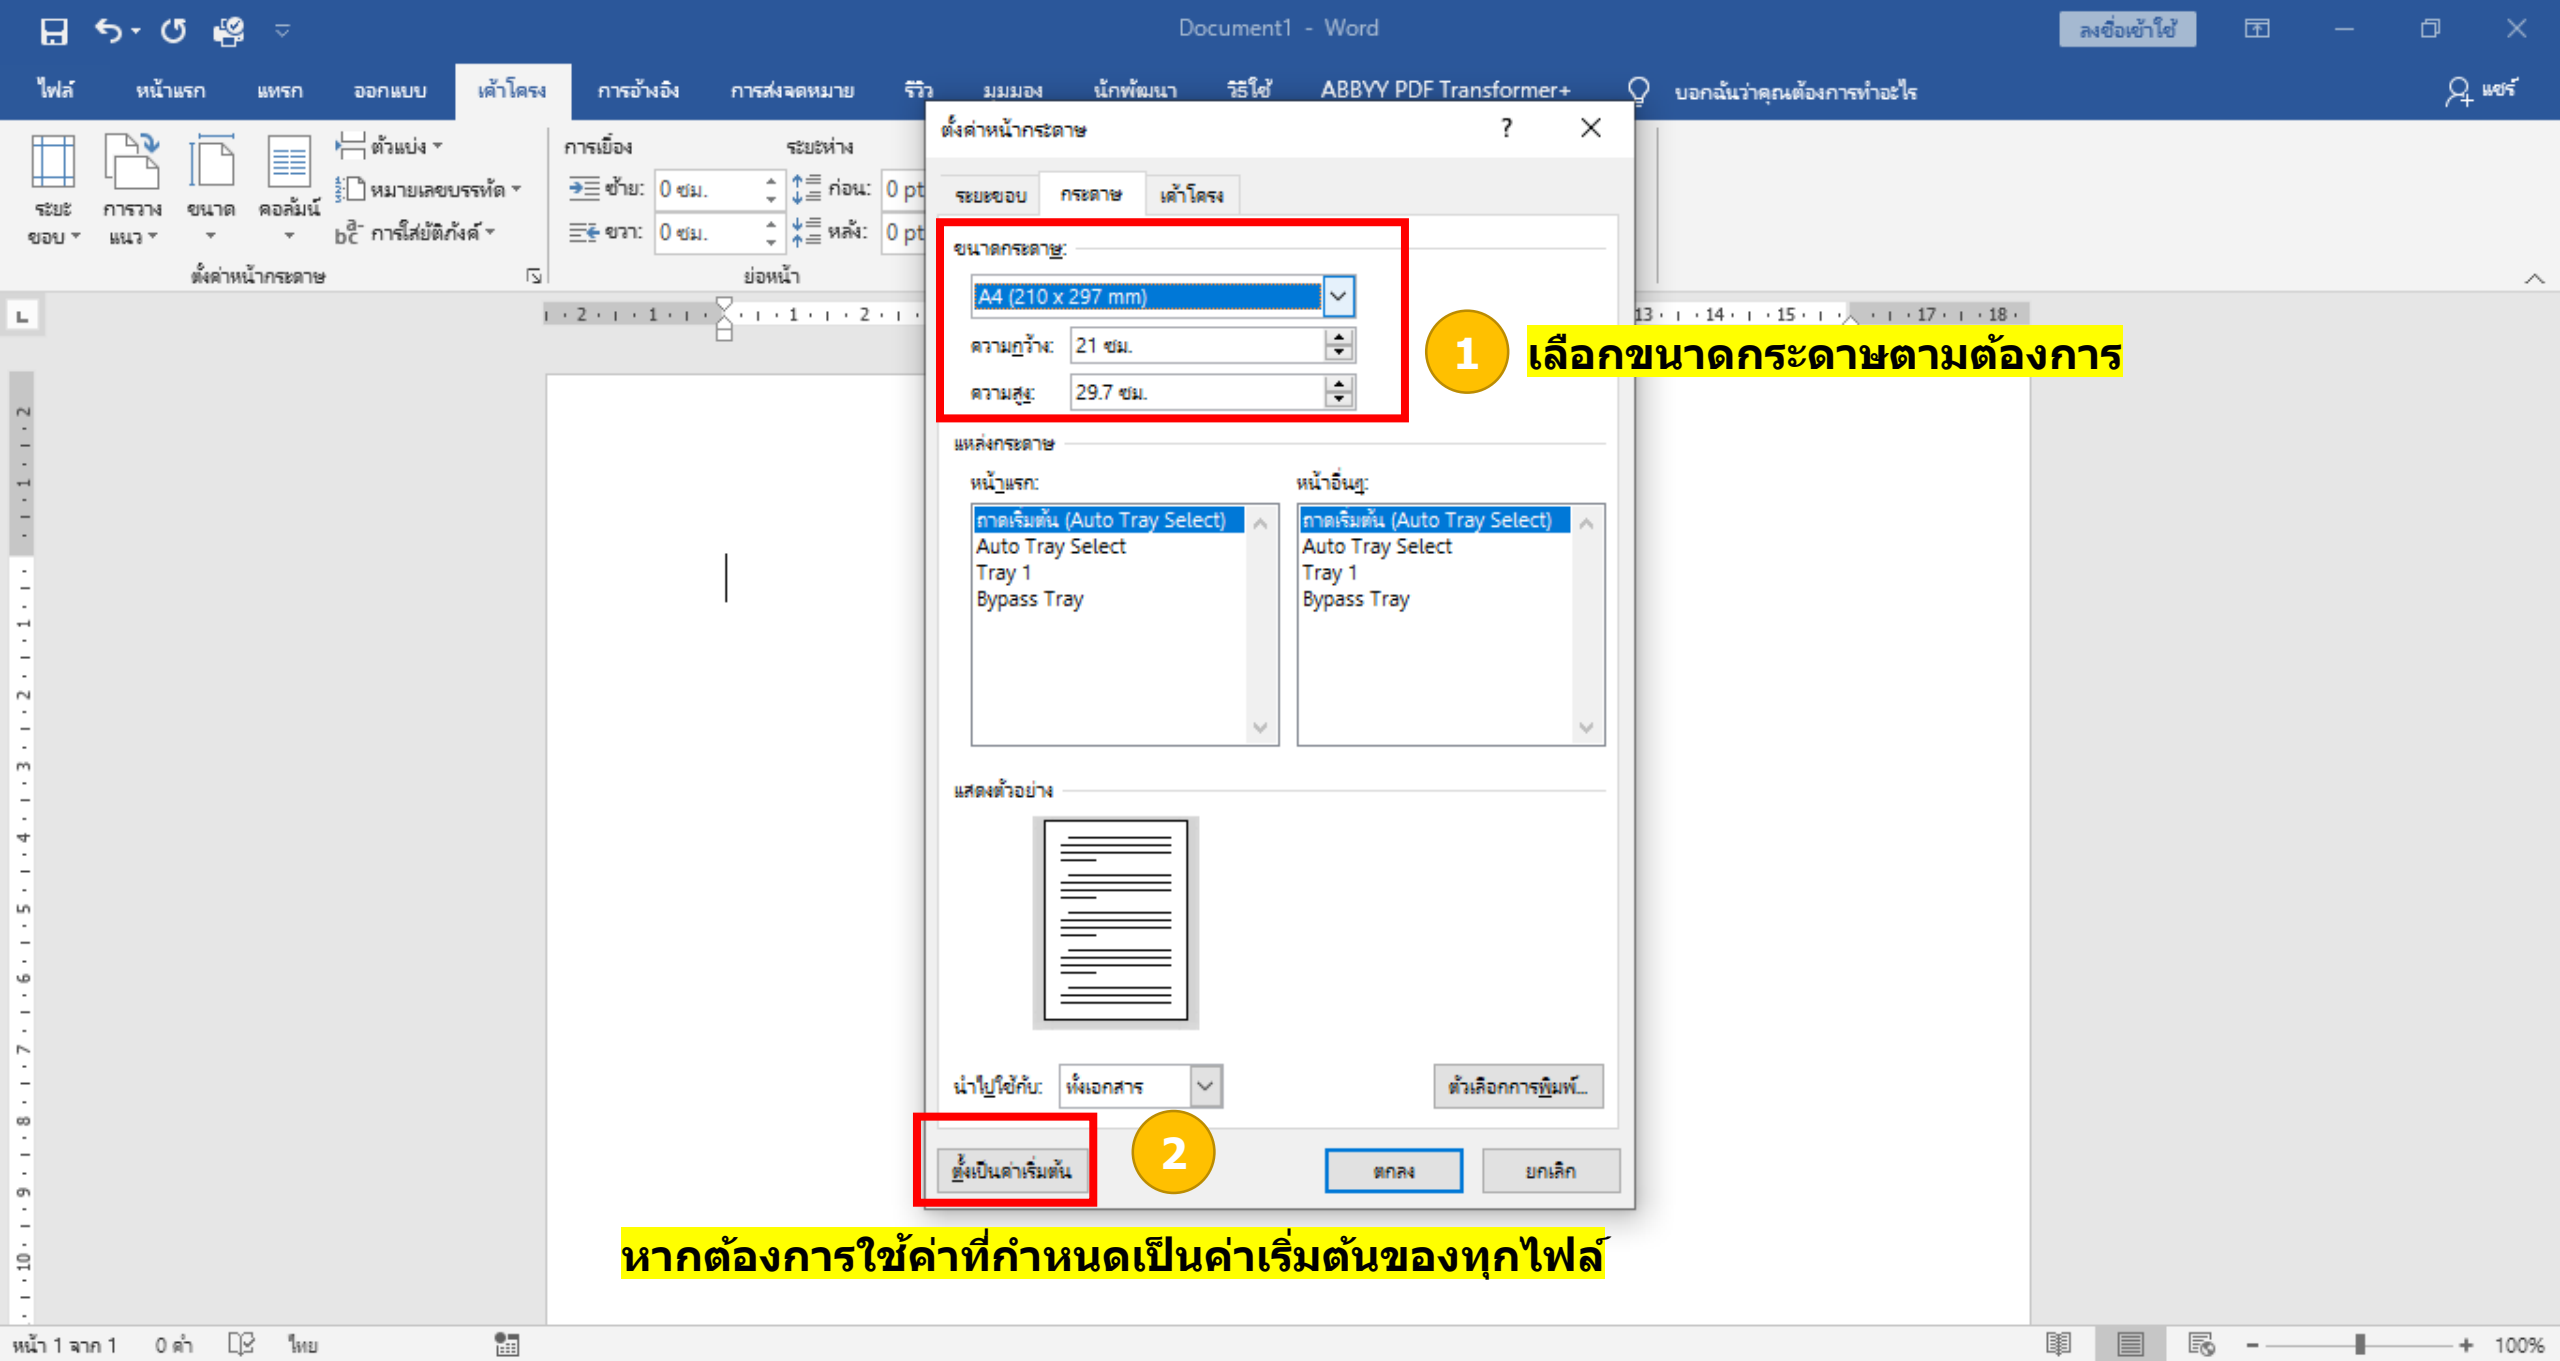 Document1 - Word
ลงชื่อเข้าใช้
ไฟล์ หน้าแรก แทรก ออกแบบ เค้าโครง การอ้างอิง การส่งจดหมาย รีวิว มุมมอง นักพัฒนา วิธีใช้ ABBYY PDF Transformer+ บอกฉันว่าคุณต้องการทำอะไร แชร์
ระยะขอบ
การวางแนว
ขนาด
คอลัมน์
ตัวแบ่ง
หมายเลขบรรทัด
การใส่ยัติภังค์
ตั้งค่าหน้ากระดาษ
การเยื้อง
ซ้าย: 0 ซม.
ขวา: 0 ซม.
ระยะห่าง
ก่อน: 0 pt
หลัง: 0 pt
ย่อหน้า
ตั้งค่าหน้ากระดาษ ?
ระยะขอบ กระดาษ เค้าโครง
ขนาดกระดาษ:
A4 (210 x 297 mm)
ความกว้าง: 21 ซม.
ความสูง: 29.7 ซม.
1 เลือกขนาดกระดาษตามต้องการ
แหล่งกระดาษ
หน้าแรก:
ถาดเริ่มต้น (Auto Tray Select)
Auto Tray Select
Tray 1
Bypass Tray
หน้าอื่นๆ:
ถาดเริ่มต้น (Auto Tray Select)
Auto Tray Select
Tray 1
Bypass Tray
แสดงตัวอย่าง
นำไปใช้กับ: ทั้งเอกสาร
ตัวเลือกการพิมพ์...
ตั้งเป็นค่าเริ่มต้น
2
ตกลง ยกเลิก
หากต้องการใช้ค่าที่กำหนดเป็นค่าเริ่มต้นของทุกไฟล์
2 1 1 2 13 14 15 17 18
2 1 1 2 3 4 5 6 7 8 9 10
หน้า 1 จาก 1 0 คำ ไทย 100%